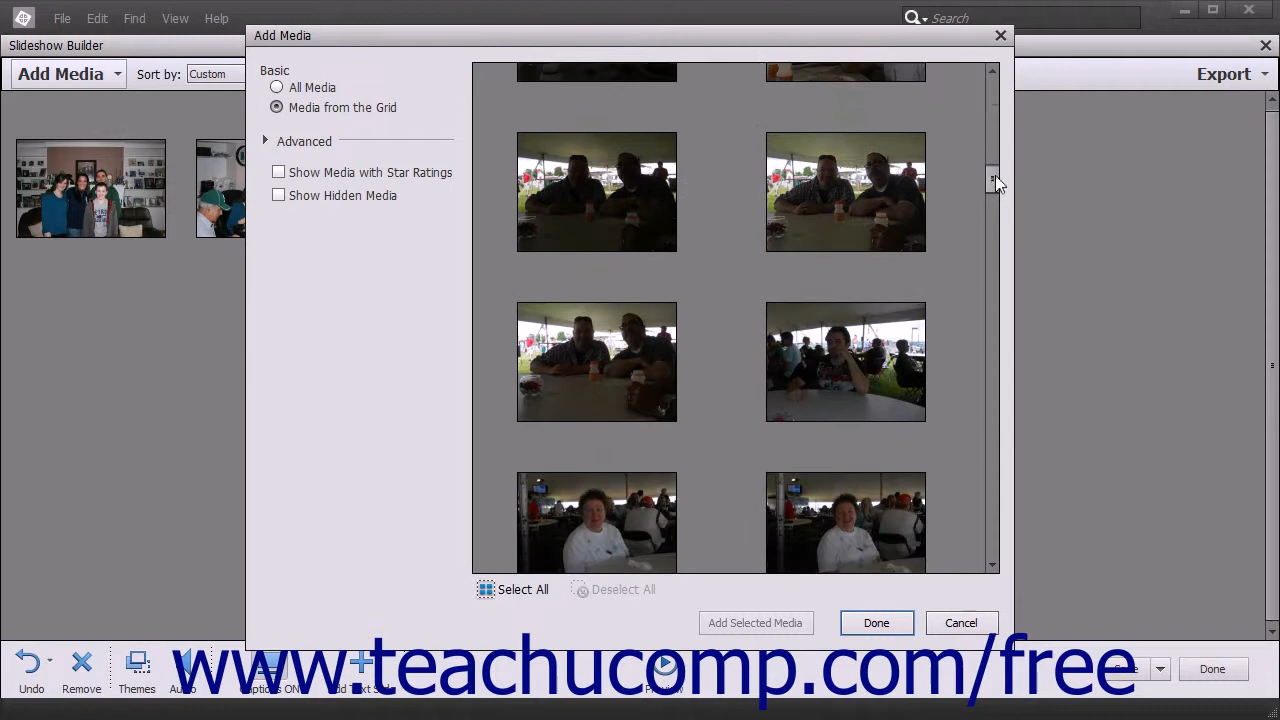 File Edit Find View Help
Search
Slideshow Builder
Add Media
Add Media
Sort by:
Custom
Export
Basic
All Media
Media from the Grid
Advanced
Show Media with Star Ratings
Show Hidden Media
Select All
Deselect All
Add Selected Media
Done
Cancel
Undo
Remove
Themes
Done
www.teachucomp.com/free